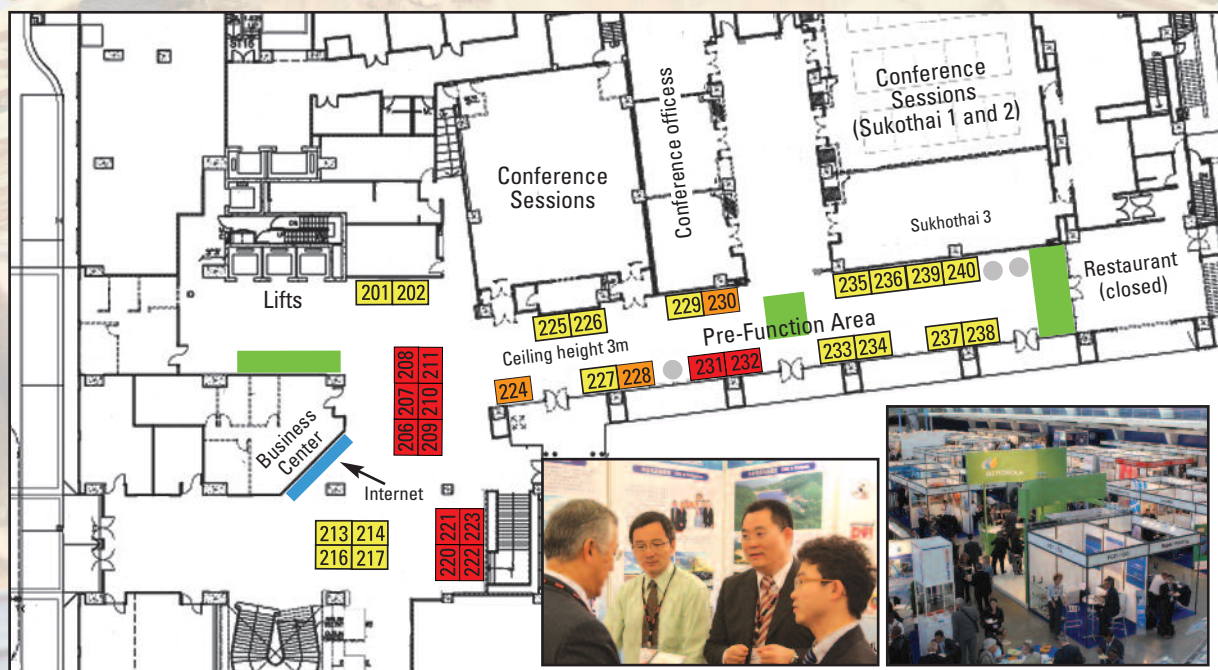 Conference
Sessions
(Sukothai 1 and 2)
Conference officess
Conference
Sessions
Sukhothai 3
Restaurant
(closed)
Lifts
201 202
235 236 239 240
229 230
225 226
Pre-Function Area
Ceiling height 3m
237 238
233 234
231 232
227 228
224
208 211
207 210
206 209
Business
Center
Internet
213 214
216 217
221 223
220 222